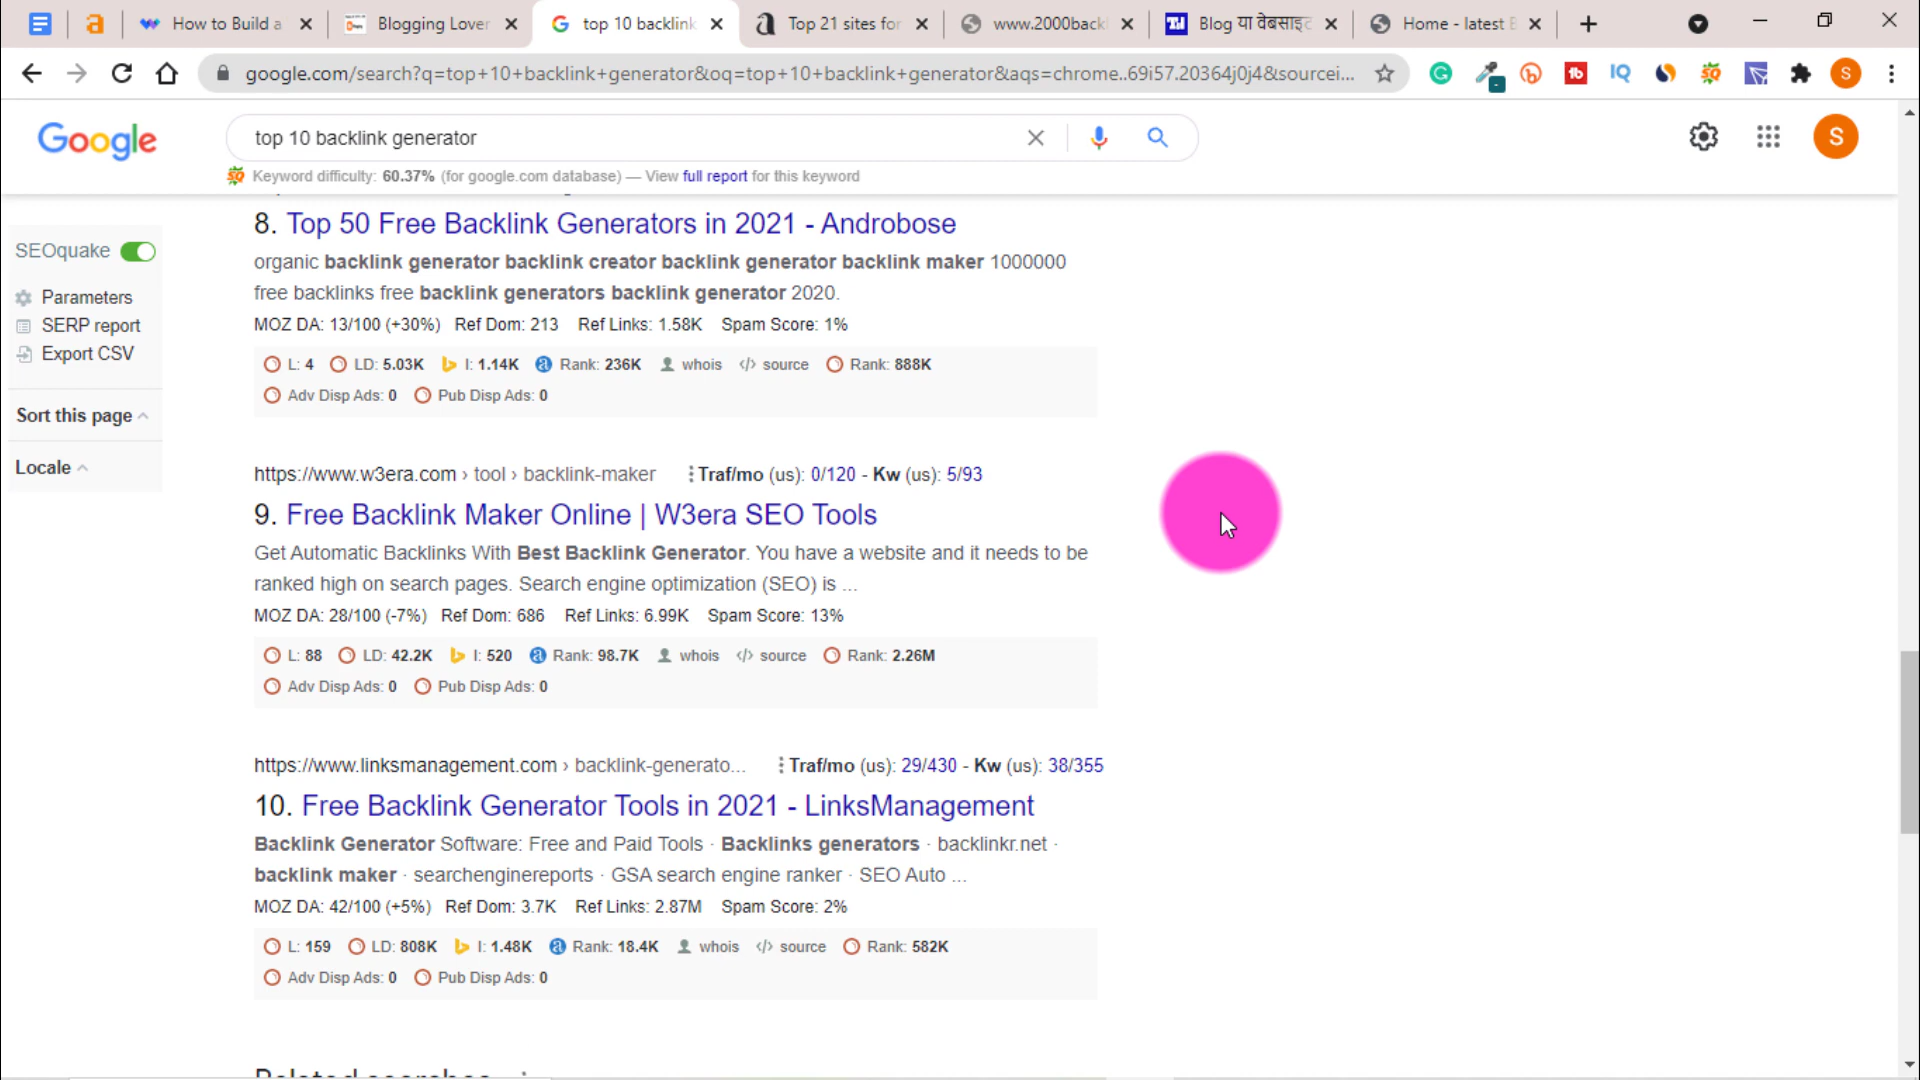 How to Build a
Blogging Lover
top 10 backlink
Top 21 sites for
www.2000back
Blog या वेबसाइट
Home - latest B
google.com/search?q=top+10+backlink+generator&oq=top+10+backlink+generator&aqs=chrome..69i57.20364j0j4&sourcei...
Google
top 10 backlink generator
S
Keyword difficulty: 60.37% (for google.com database) — View full report for this keyword
SEOquake
Parameters
SERP report
Export CSV
Sort this page
Locale
8. Top 50 Free Backlink Generators in 2021 - Androbose
organic backlink generator backlink creator backlink generator backlink maker 1000000
free backlinks free backlink generators backlink generator 2020.
MOZ DA: 13/100 (+30%) Ref Dom: 213 Ref Links: 1.58K Spam Score: 1%
L: 4 LD: 5.03K I: 1.14K Rank: 236K whois source Rank: 888K
Adv Disp Ads: 0 Pub Disp Ads: 0
https://www.w3era.com › tool › backlink-maker Traf/mo (us): 0/120 - Kw (us): 5/93
9. Free Backlink Maker Online | W3era SEO Tools
Get Automatic Backlinks With Best Backlink Generator. You have a website and it needs to be
ranked high on search pages. Search engine optimization (SEO) is ...
MOZ DA: 28/100 (-7%) Ref Dom: 686 Ref Links: 6.99K Spam Score: 13%
L: 88 LD: 42.2K I: 520 Rank: 98.7K whois source Rank: 2.26M
Adv Disp Ads: 0 Pub Disp Ads: 0
https://www.linksmanagement.com › backlink-generato... Traf/mo (us): 29/430 - Kw (us): 38/355
10. Free Backlink Generator Tools in 2021 - LinksManagement
Backlink Generator Software: Free and Paid Tools · Backlinks generators · backlinkr.net ·
backlink maker · searchenginereports · GSA search engine ranker · SEO Auto ...
MOZ DA: 42/100 (+5%) Ref Dom: 3.7K Ref Links: 2.87M Spam Score: 2%
L: 159 LD: 808K I: 1.48K Rank: 18.4K whois source Rank: 582K
Adv Disp Ads: 0 Pub Disp Ads: 0
Related searches